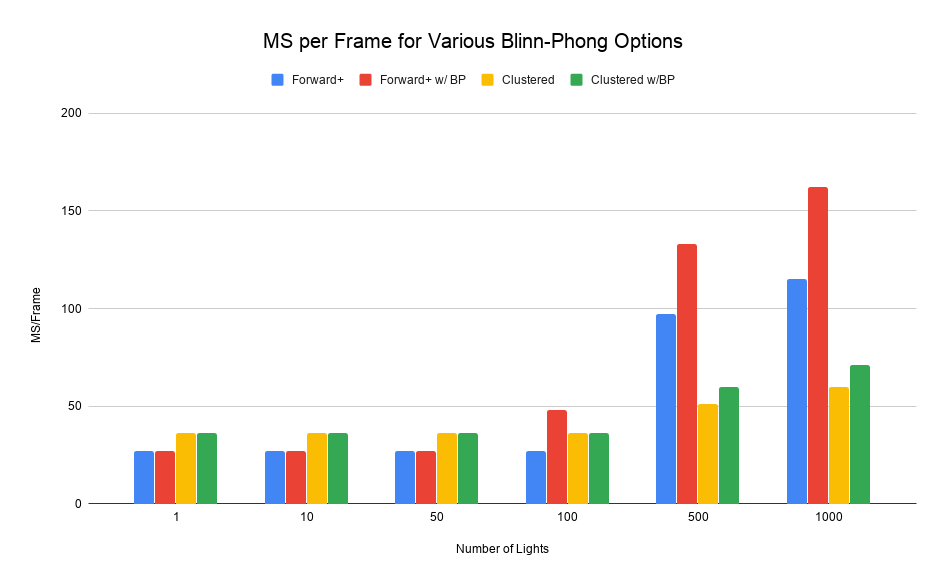 MS per Frame for Various Blinn-Phong Options
Forward+ Forward+ w/ BP Clustered Clustered w/BP
200
150
100
50
0
MS/Frame
1 10 50 100 500 1000
Number of Lights